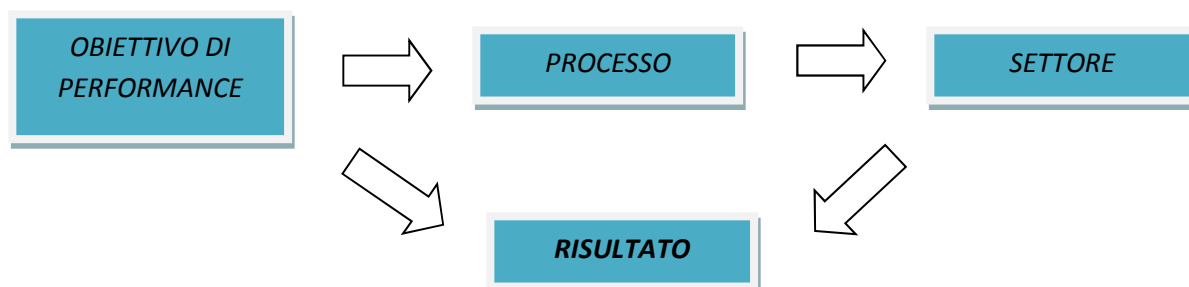 OBIETTIVO DI
PERFORMANCE
PROCESSO
SETTORE
RISULTATO